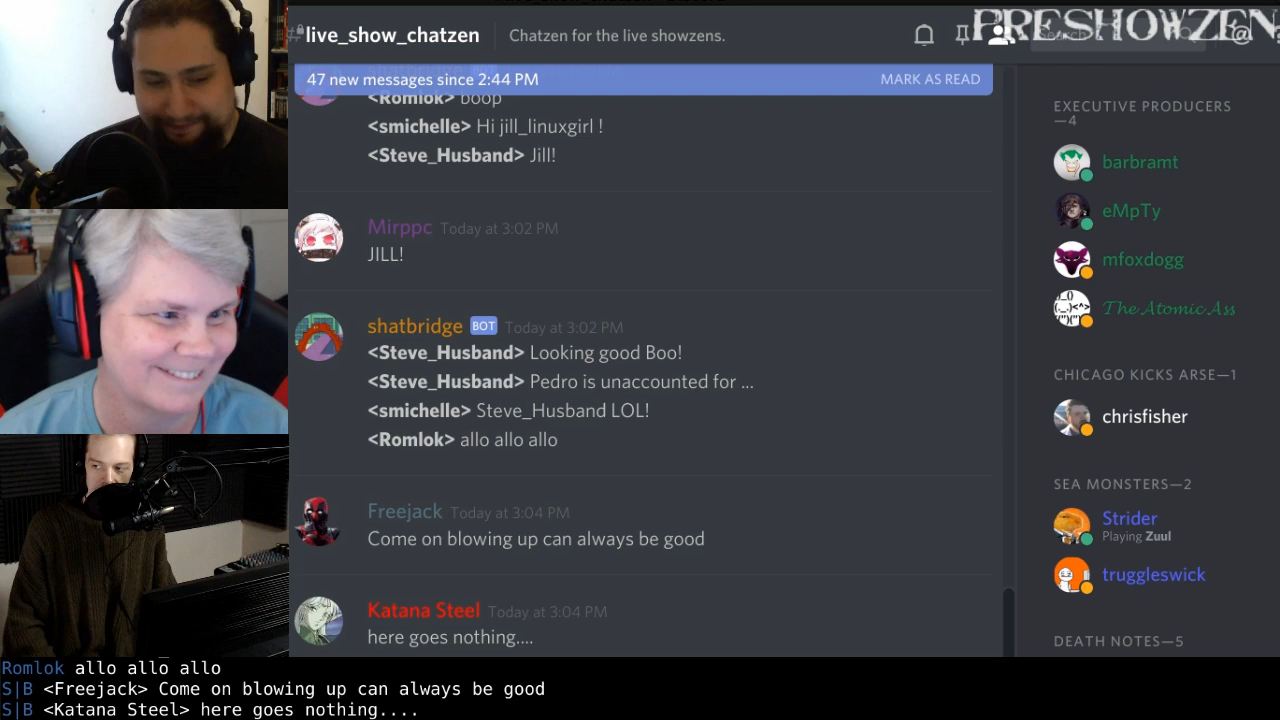 #live_show_chatzen
Chatzen for the live showzens.
PRESHOWZEN
Search
47 new messages since 2:44 PM
MARK AS READ
<Romlok> boop
<smichelle> Hi jill_linuxgirl !
<Steve_Husband> Jill!
Mirppc Today at 3:02 PM
JILL!
shatbridge BOT Today at 3:02 PM
<Steve_Husband> Looking good Boo!
<Steve_Husband> Pedro is unaccounted for ...
<smichelle> Steve_Husband LOL!
<Romlok> allo allo allo
Freejack Today at 3:04 PM
Come on blowing up can always be good
Katana Steel Today at 3:04 PM
here goes nothing....
EXECUTIVE PRODUCERS
—4
barbramt
eMpTy
mfoxdogg
The Atomic Ass
CHICAGO KICKS ARSE—1
chrisfisher
SEA MONSTERS—2
Strider
Playing Zuul
truggleswick
DEATH NOTES—5
Romlok allo allo allo
S|B <Freejack> Come on blowing up can always be good
S|B <Katana Steel> here goes nothing....